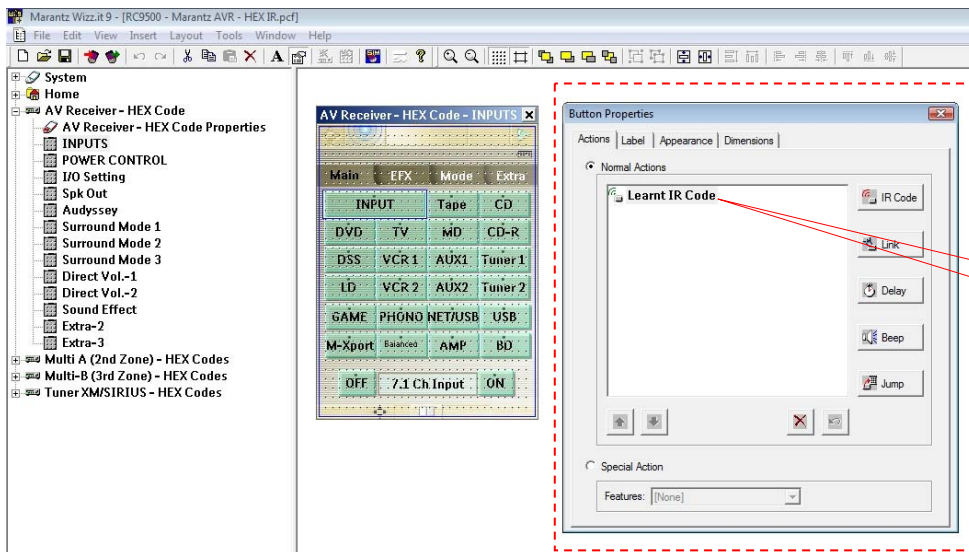 Marantz Wizz.it 9 - [RC9500 - Marantz AVR - HEX IR.pcf]
File Edit View Insert Layout Tools Window Help
System
Home
AV Receiver - HEX Code
AV Receiver - HEX Code Properties
INPUTS
POWER CONTROL
I/O Setting
Spk Out
Audyssey
Surround Mode 1
Surround Mode 2
Surround Mode 3
Direct Vol.-1
Direct Vol.-2
Sound Effect
Extra-2
Extra-3
Multi A (2nd Zone) - HEX Codes
Multi-B (3rd Zone) - HEX Codes
Tuner XM/SIRIUS - HEX Codes
AV Receiver - HEX Code - INPUTS
Main EFX Mode Extra
INPUT Tape CD
DVD TV MD CD-R
DSS VCR 1 AUX1 Tuner 1
LD VCR 2 AUX2 Tuner 2
GAME PHONO NET/USB USB
M-Xport Balanced AMP BD
OFF 7.1 Ch Input ON
Button Properties
Actions Label Appearance Dimensions
Normal Actions
Learnt IR Code
IR Code
Link
Delay
Beep
Jump
Special Action
Features: [None]